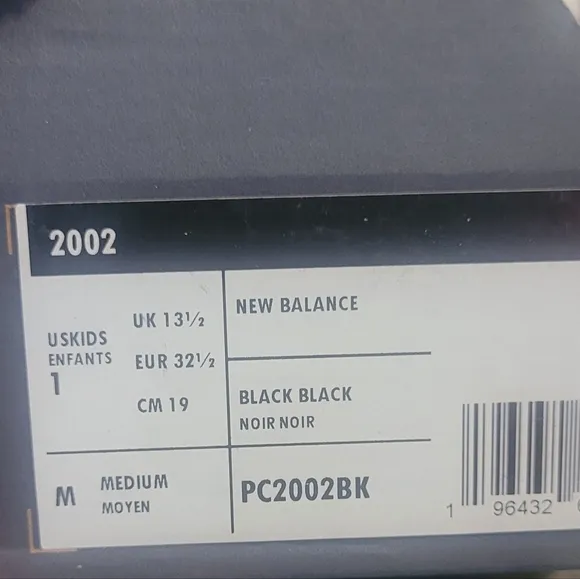 2002
USKIDS
ENFANTS
1
UK 13½
EUR 32½
CM 19
NEW BALANCE
BLACK BLACK
NOIR NOIR
M
MEDIUM
MOYEN
PC2002BK
1 96432